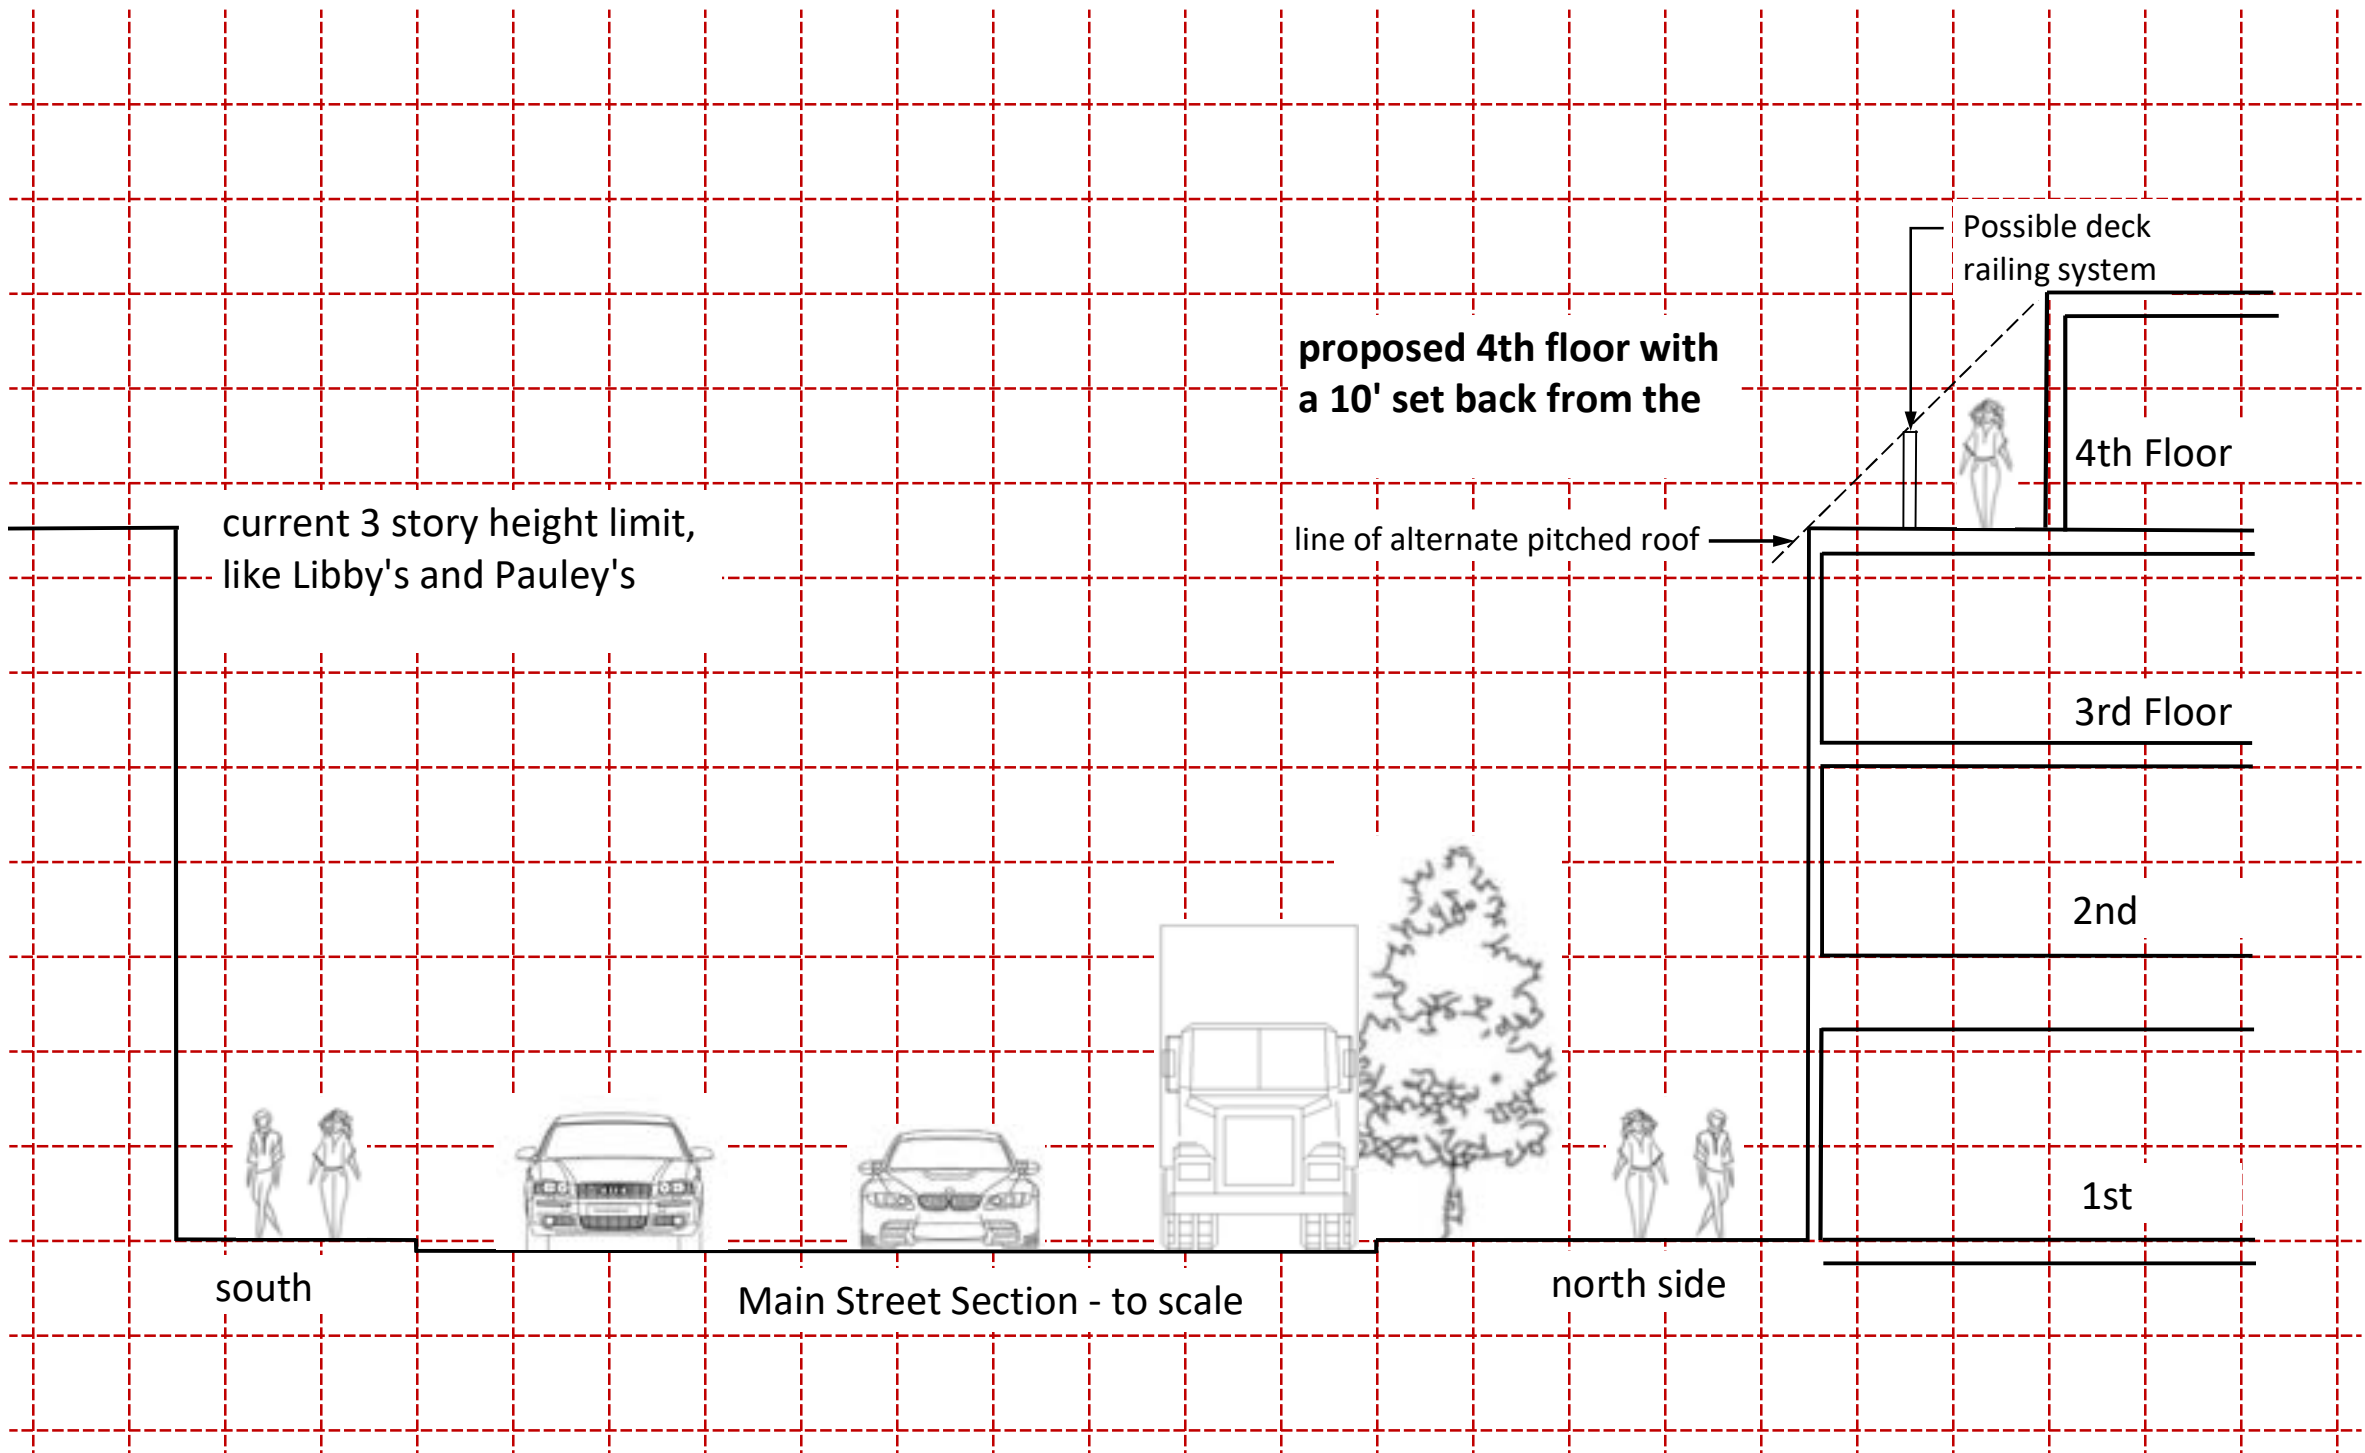 Possible deck
railing system
proposed 4th floor with
a 10' set back from the
4th Floor
current 3 story height limit,
like Libby's and Pauley's
line of alternate pitched roof
3rd Floor
2nd
1st
south
Main Street Section - to scale
north side